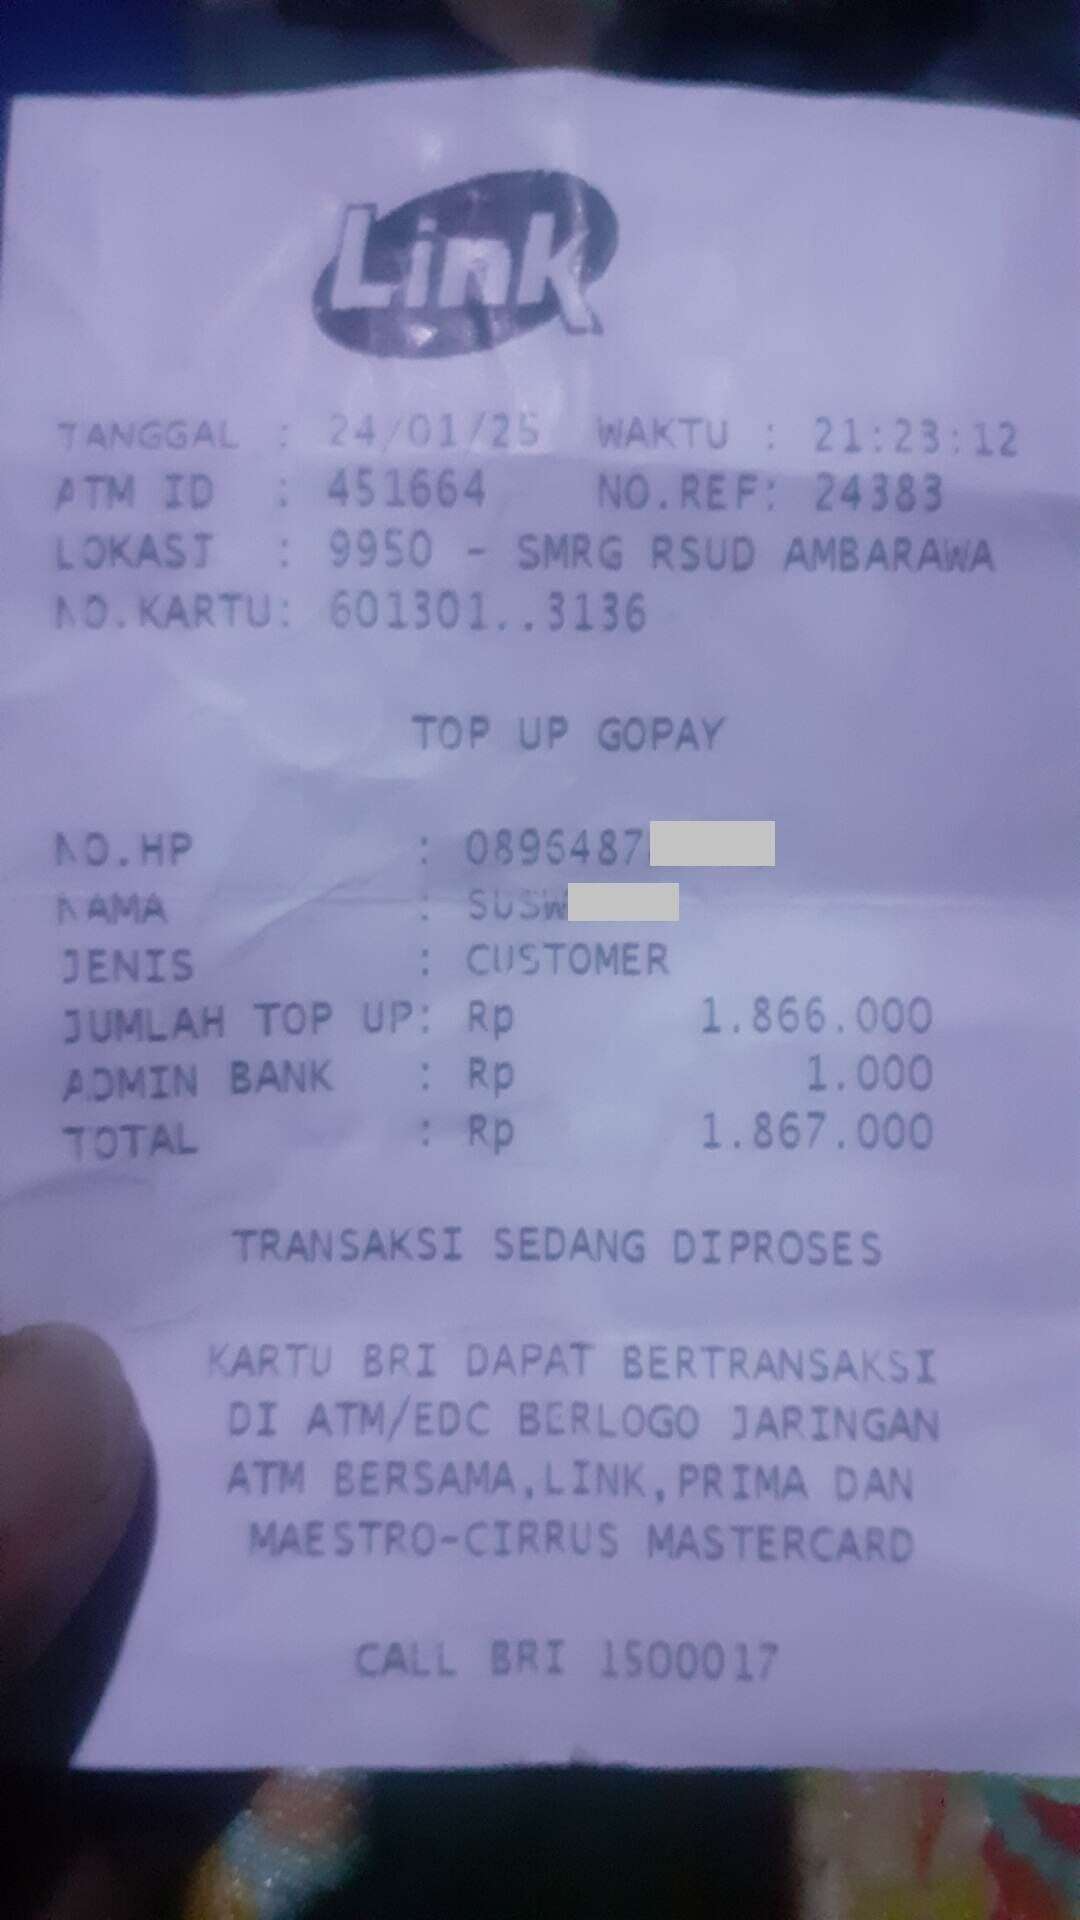 Link
TANGGAL : 24/01/25 WAKTU : 21:23:12
ATM ID : 451664 NO.REF: 24383
LOKASI : 9950 - SMRG RSUD AMBARAWA
NO.KARTU: 601301..3136
TOP UP GOPAY
NO.HP : 0896487
NAMA : SUSW
JENIS : CUSTOMER
JUMLAH TOP UP: Rp 1.866.000
ADMIN BANK : Rp 1.000
TOTAL : Rp 1.867.000
TRANSAKSI SEDANG DIPROSES
KARTU BRI DAPAT BERTRANSAKSI
DI ATM/EDC BERLOGO JARINGAN
ATM BERSAMA,LINK,PRIMA DAN
MAESTRO-CIRRUS MASTERCARD
CALL BRI 1500017